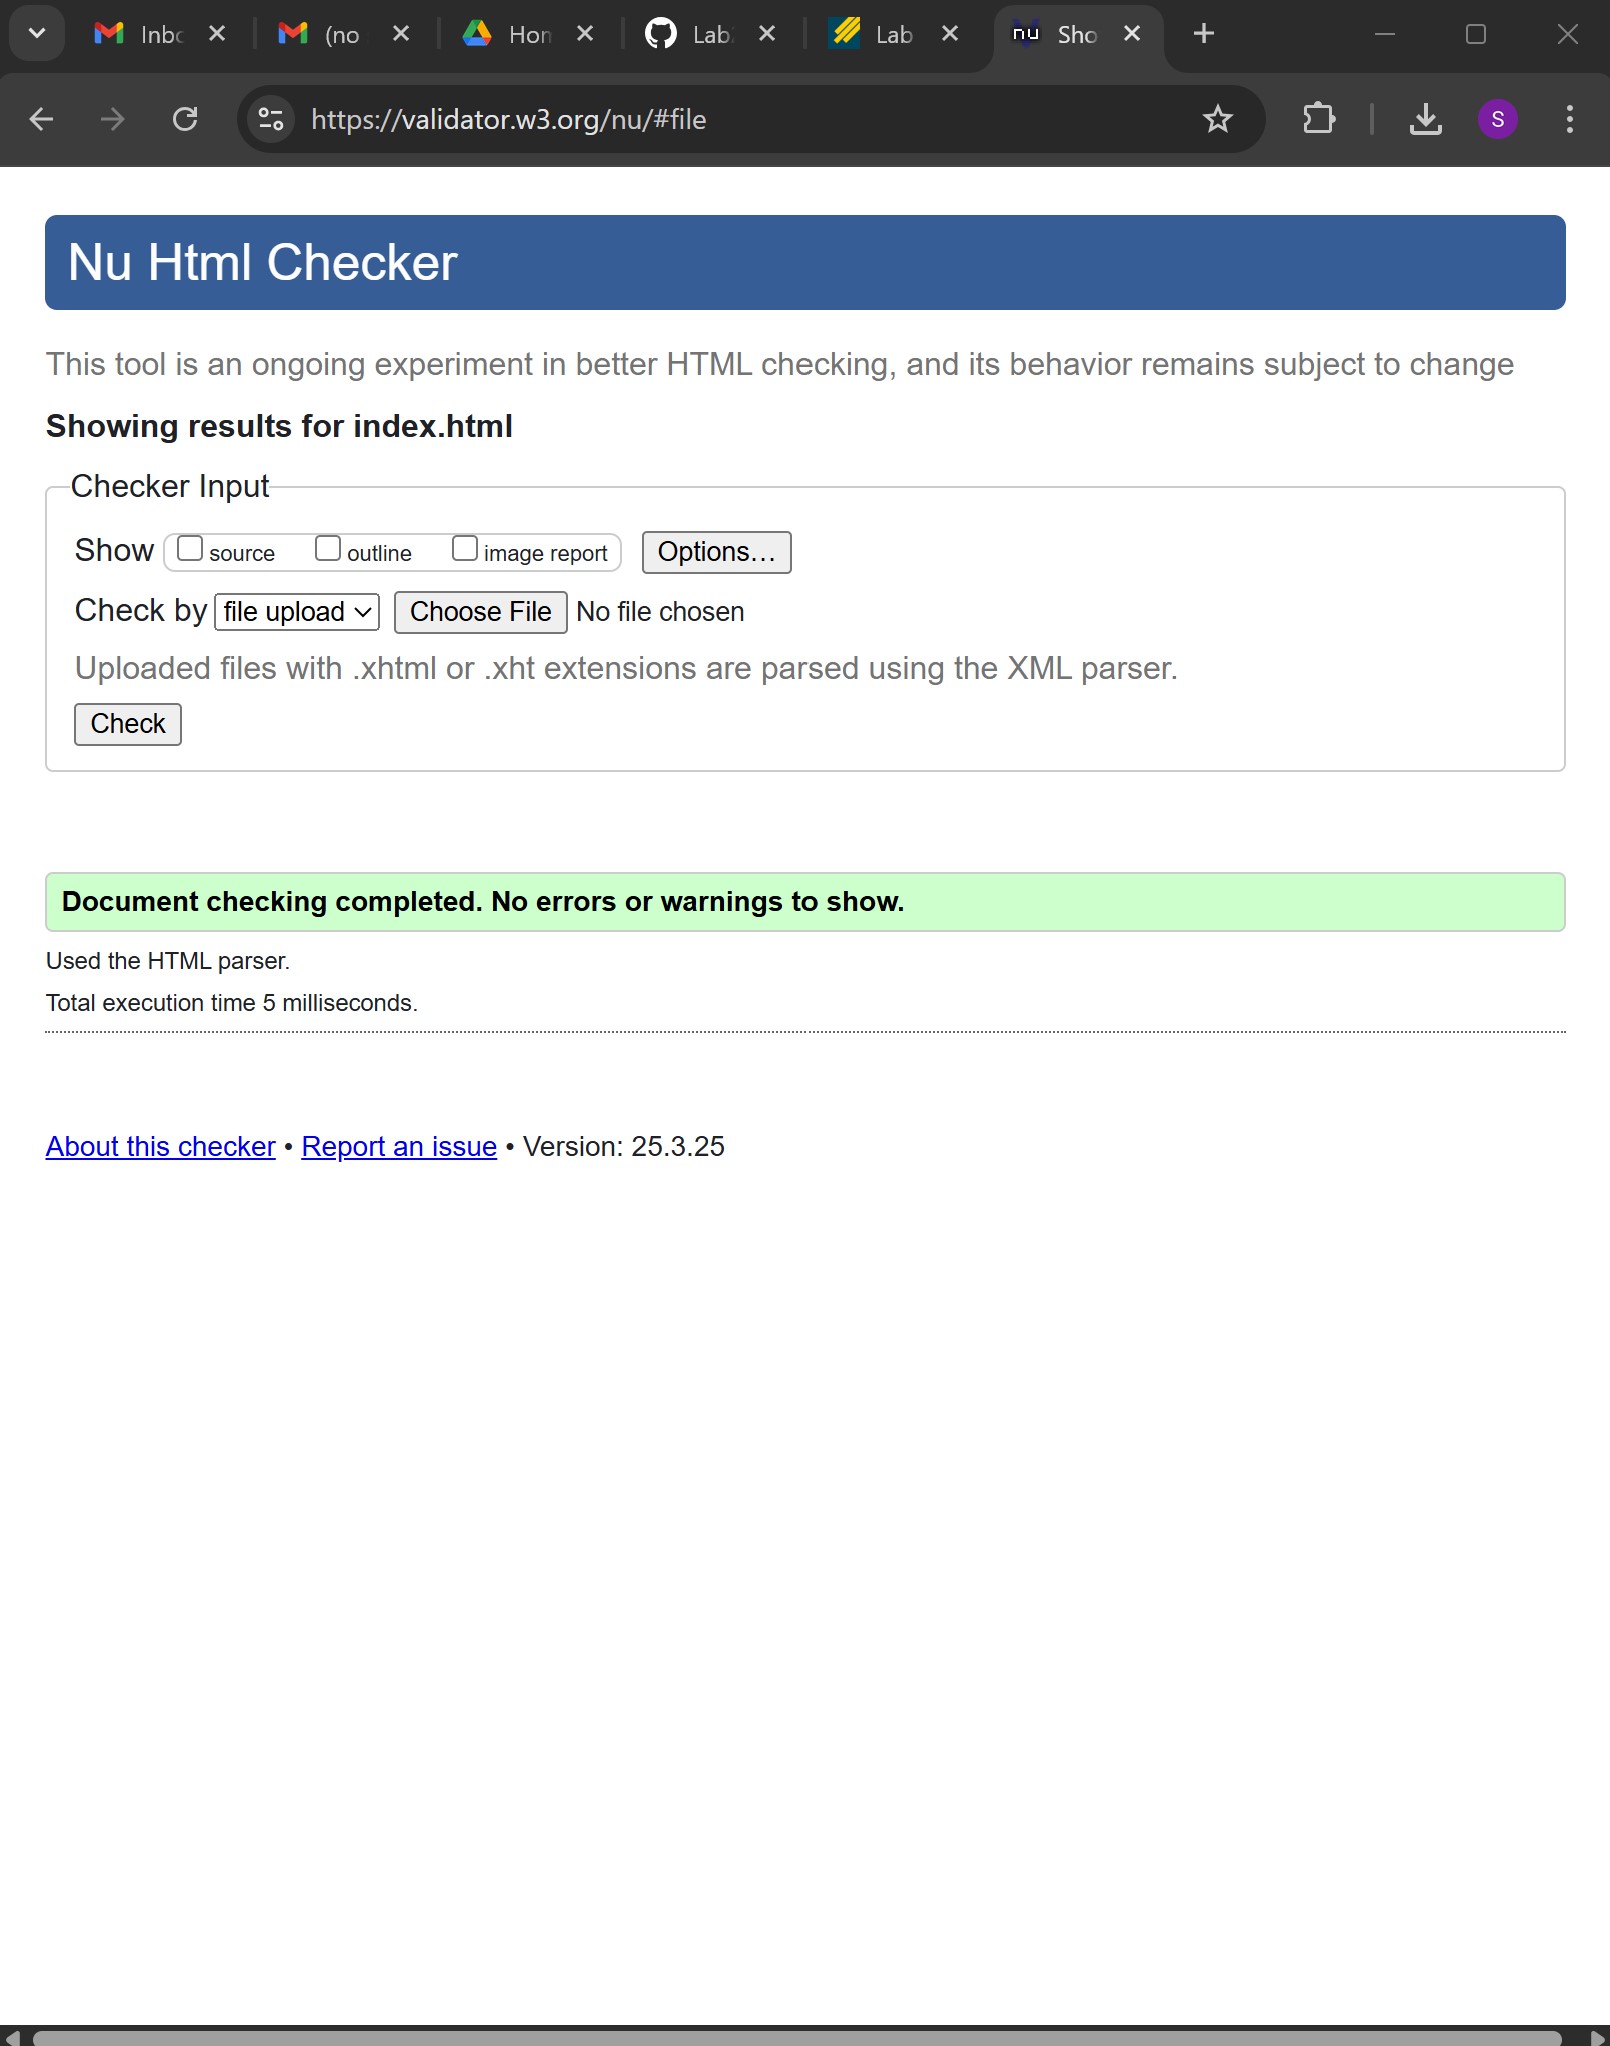 Inbc
(no
Hon
Lab
Lab
nu Sho
https://validator.w3.org/nu/#file
S
Nu Html Checker
This tool is an ongoing experiment in better HTML checking, and its behavior remains subject to change
Showing results for index.html
Checker Input
Show source outline image report Options...
Check by file upload Choose File No file chosen
Uploaded files with .xhtml or .xht extensions are parsed using the XML parser.
Check
Document checking completed. No errors or warnings to show.
Used the HTML parser.
Total execution time 5 milliseconds.
About this checker • Report an issue • Version: 25.3.25